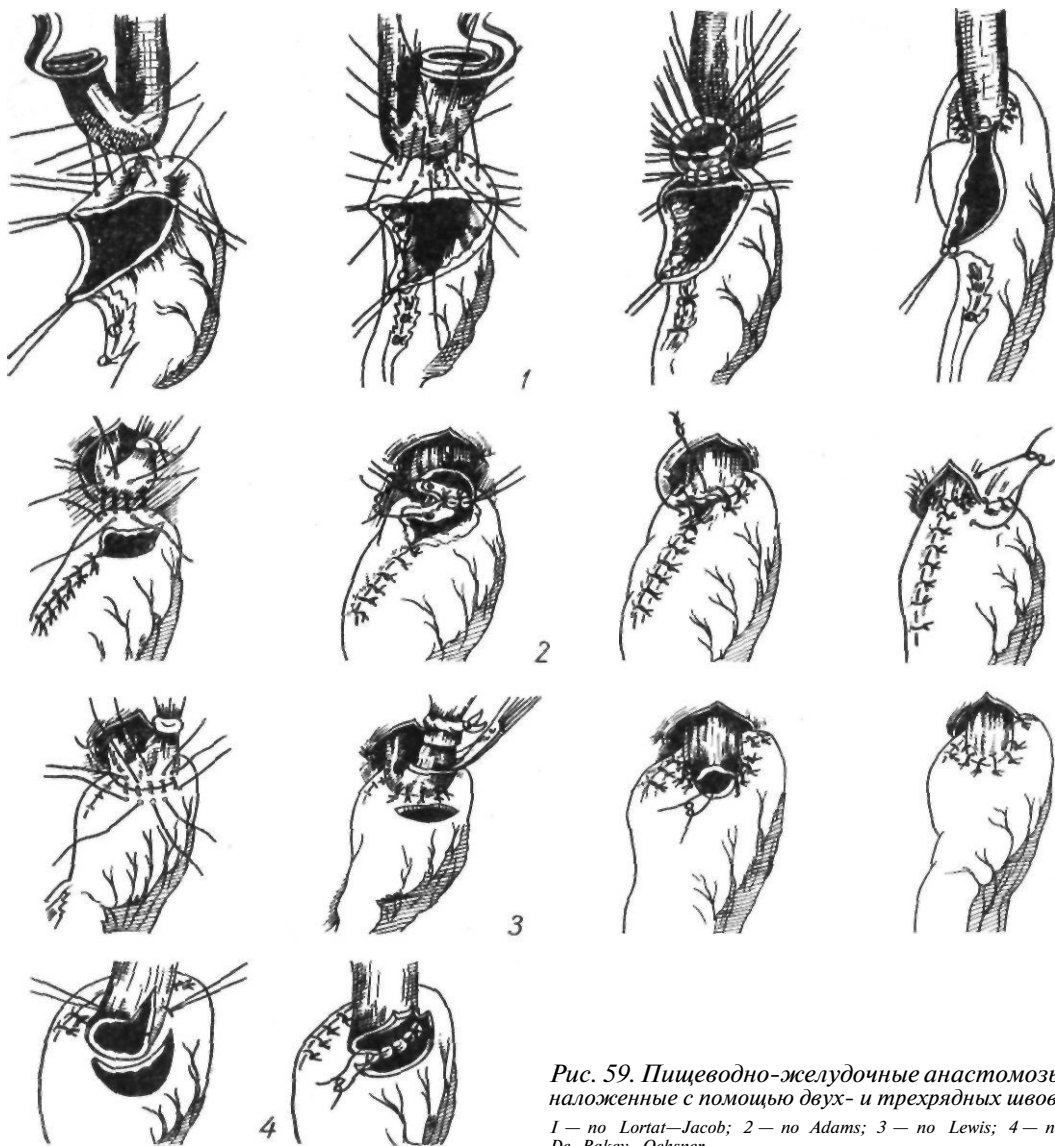 1
2
3
4
Рис. 59. Пищеводно-желудочные анастомозы
наложенные с помощью двух- и трехрядных швов
1 — по Lortat—Jacob; 2 — по Adams; 3 — по Lewis; 4 — п
De Bakey—Ochsner